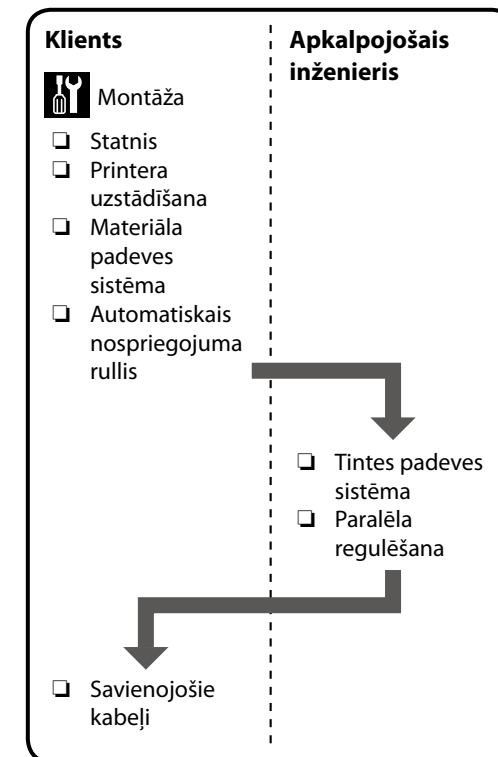 Klients
Apkalpojošais
inženieris
Montāža
❏ Statnis
❏ Printera
uzstādīšana
❏ Materiāla
padeves
sistēma
❏ Automatiskais
nospriegojuma
rullis
❏ Tintes padeves
sistēma
❏ Paralēla
regulēšana
❏ Savienojošie
kabeļi